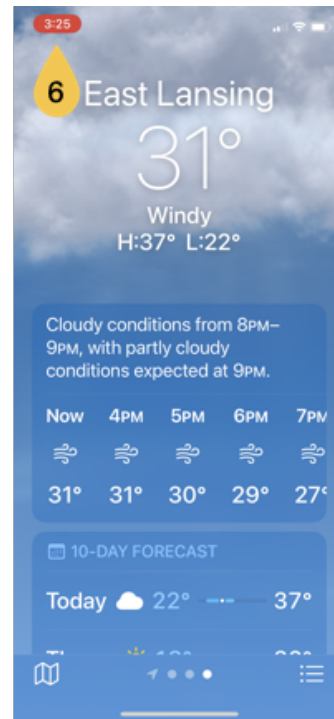 3:25
6
East Lansing
31°
Windy
H:37° L:22°
Cloudy conditions from 8PM–
9PM, with partly cloudy
conditions expected at 9PM.
Now 4PM 5PM 6PM 7PM
31° 31° 30° 29° 27°
10-DAY FORECAST
Today 22° 37°